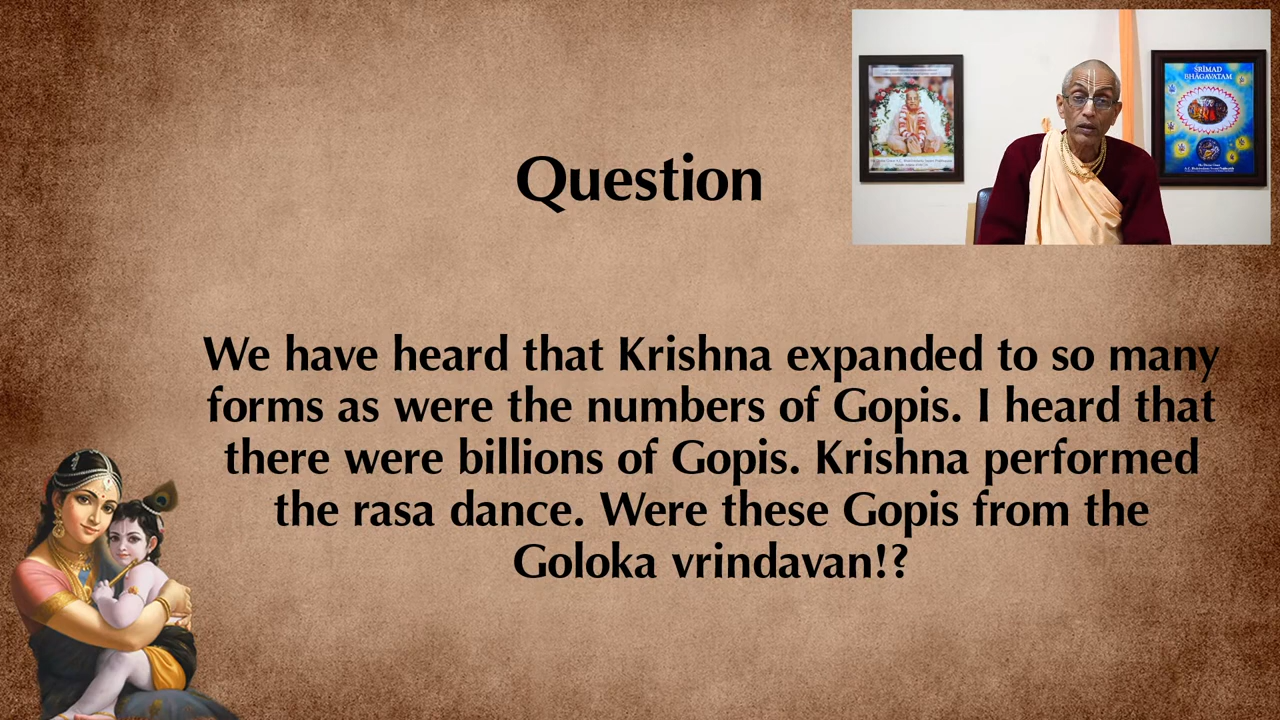 Question
SRIMAD
BHAGAVATAM
We have heard that Krishna expanded to so many
forms as were the numbers of Gopis. I heard that
there were billions of Gopis. Krishna performed
the rasa dance. Were these Gopis from the
Goloka vrindavan!?